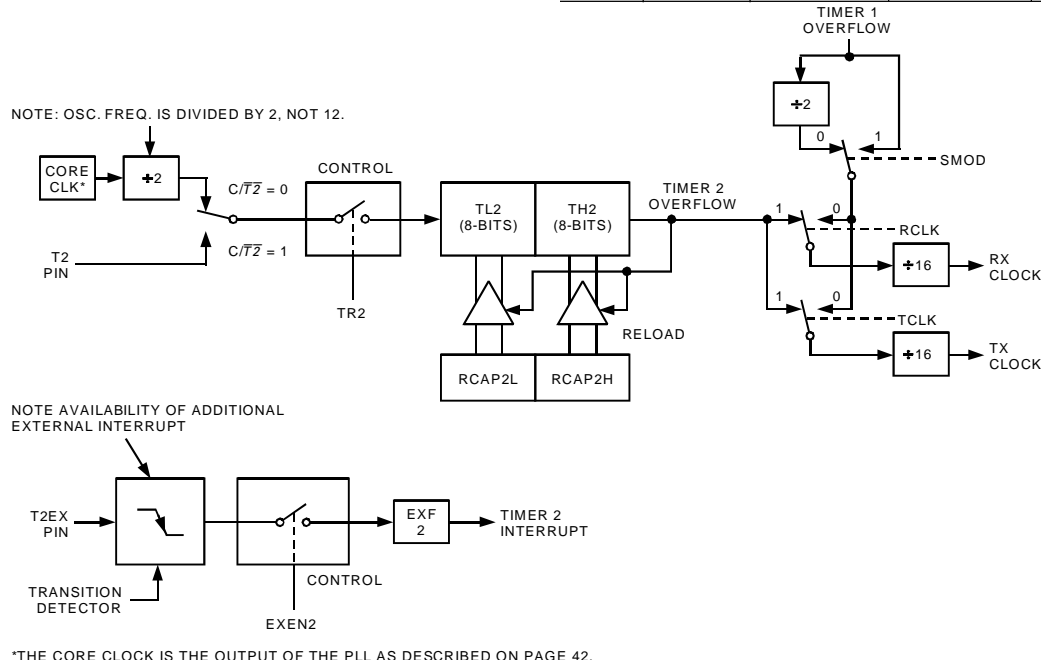 TIMER 1
OVERFLOW
÷2
0
1
SMOD
NOTE: OSC. FREQ. IS DIVIDED BY 2, NOT 12.
CORE
CLK*
÷2
C/T2 = 0
C/T2 = 1
T2
PIN
CONTROL
TR2
TL2
(8-BITS)
TH2
(8-BITS)
TIMER 2
OVERFLOW
RELOAD
RCAP2L
RCAP2H
1
0
RCLK
÷16
RX
CLOCK
1
0
TCLK
÷16
TX
CLOCK
NOTE AVAILABILITY OF ADDITIONAL
EXTERNAL INTERRUPT
T2EX
PIN
TRANSITION
DETECTOR
CONTROL
EXEN2
EXF
2
TIMER 2
INTERRUPT
*THE CORE CLOCK IS THE OUTPUT OF THE PLL AS DESCRIBED ON PAGE 42.